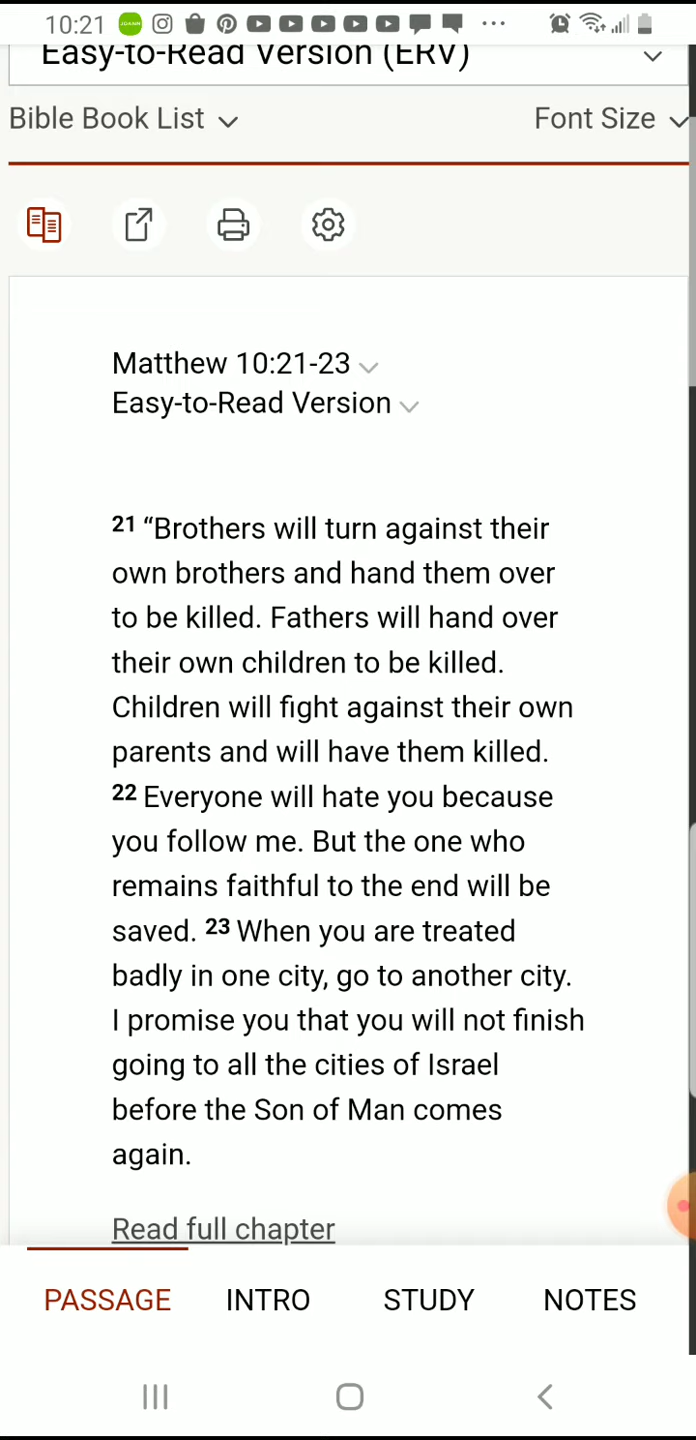 10:21
JOANN
Easy-to-Read Version (ERV)
Bible Book List
Font Size
Matthew 10:21-23
Easy-to-Read Version
21 “Brothers will turn against their
own brothers and hand them over
to be killed. Fathers will hand over
their own children to be killed.
Children will fight against their own
parents and will have them killed.
22 Everyone will hate you because
you follow me. But the one who
remains faithful to the end will be
saved. 23 When you are treated
badly in one city, go to another city.
I promise you that you will not finish
going to all the cities of Israel
before the Son of Man comes
again.
Read full chapter
PASSAGE INTRO STUDY NOTES